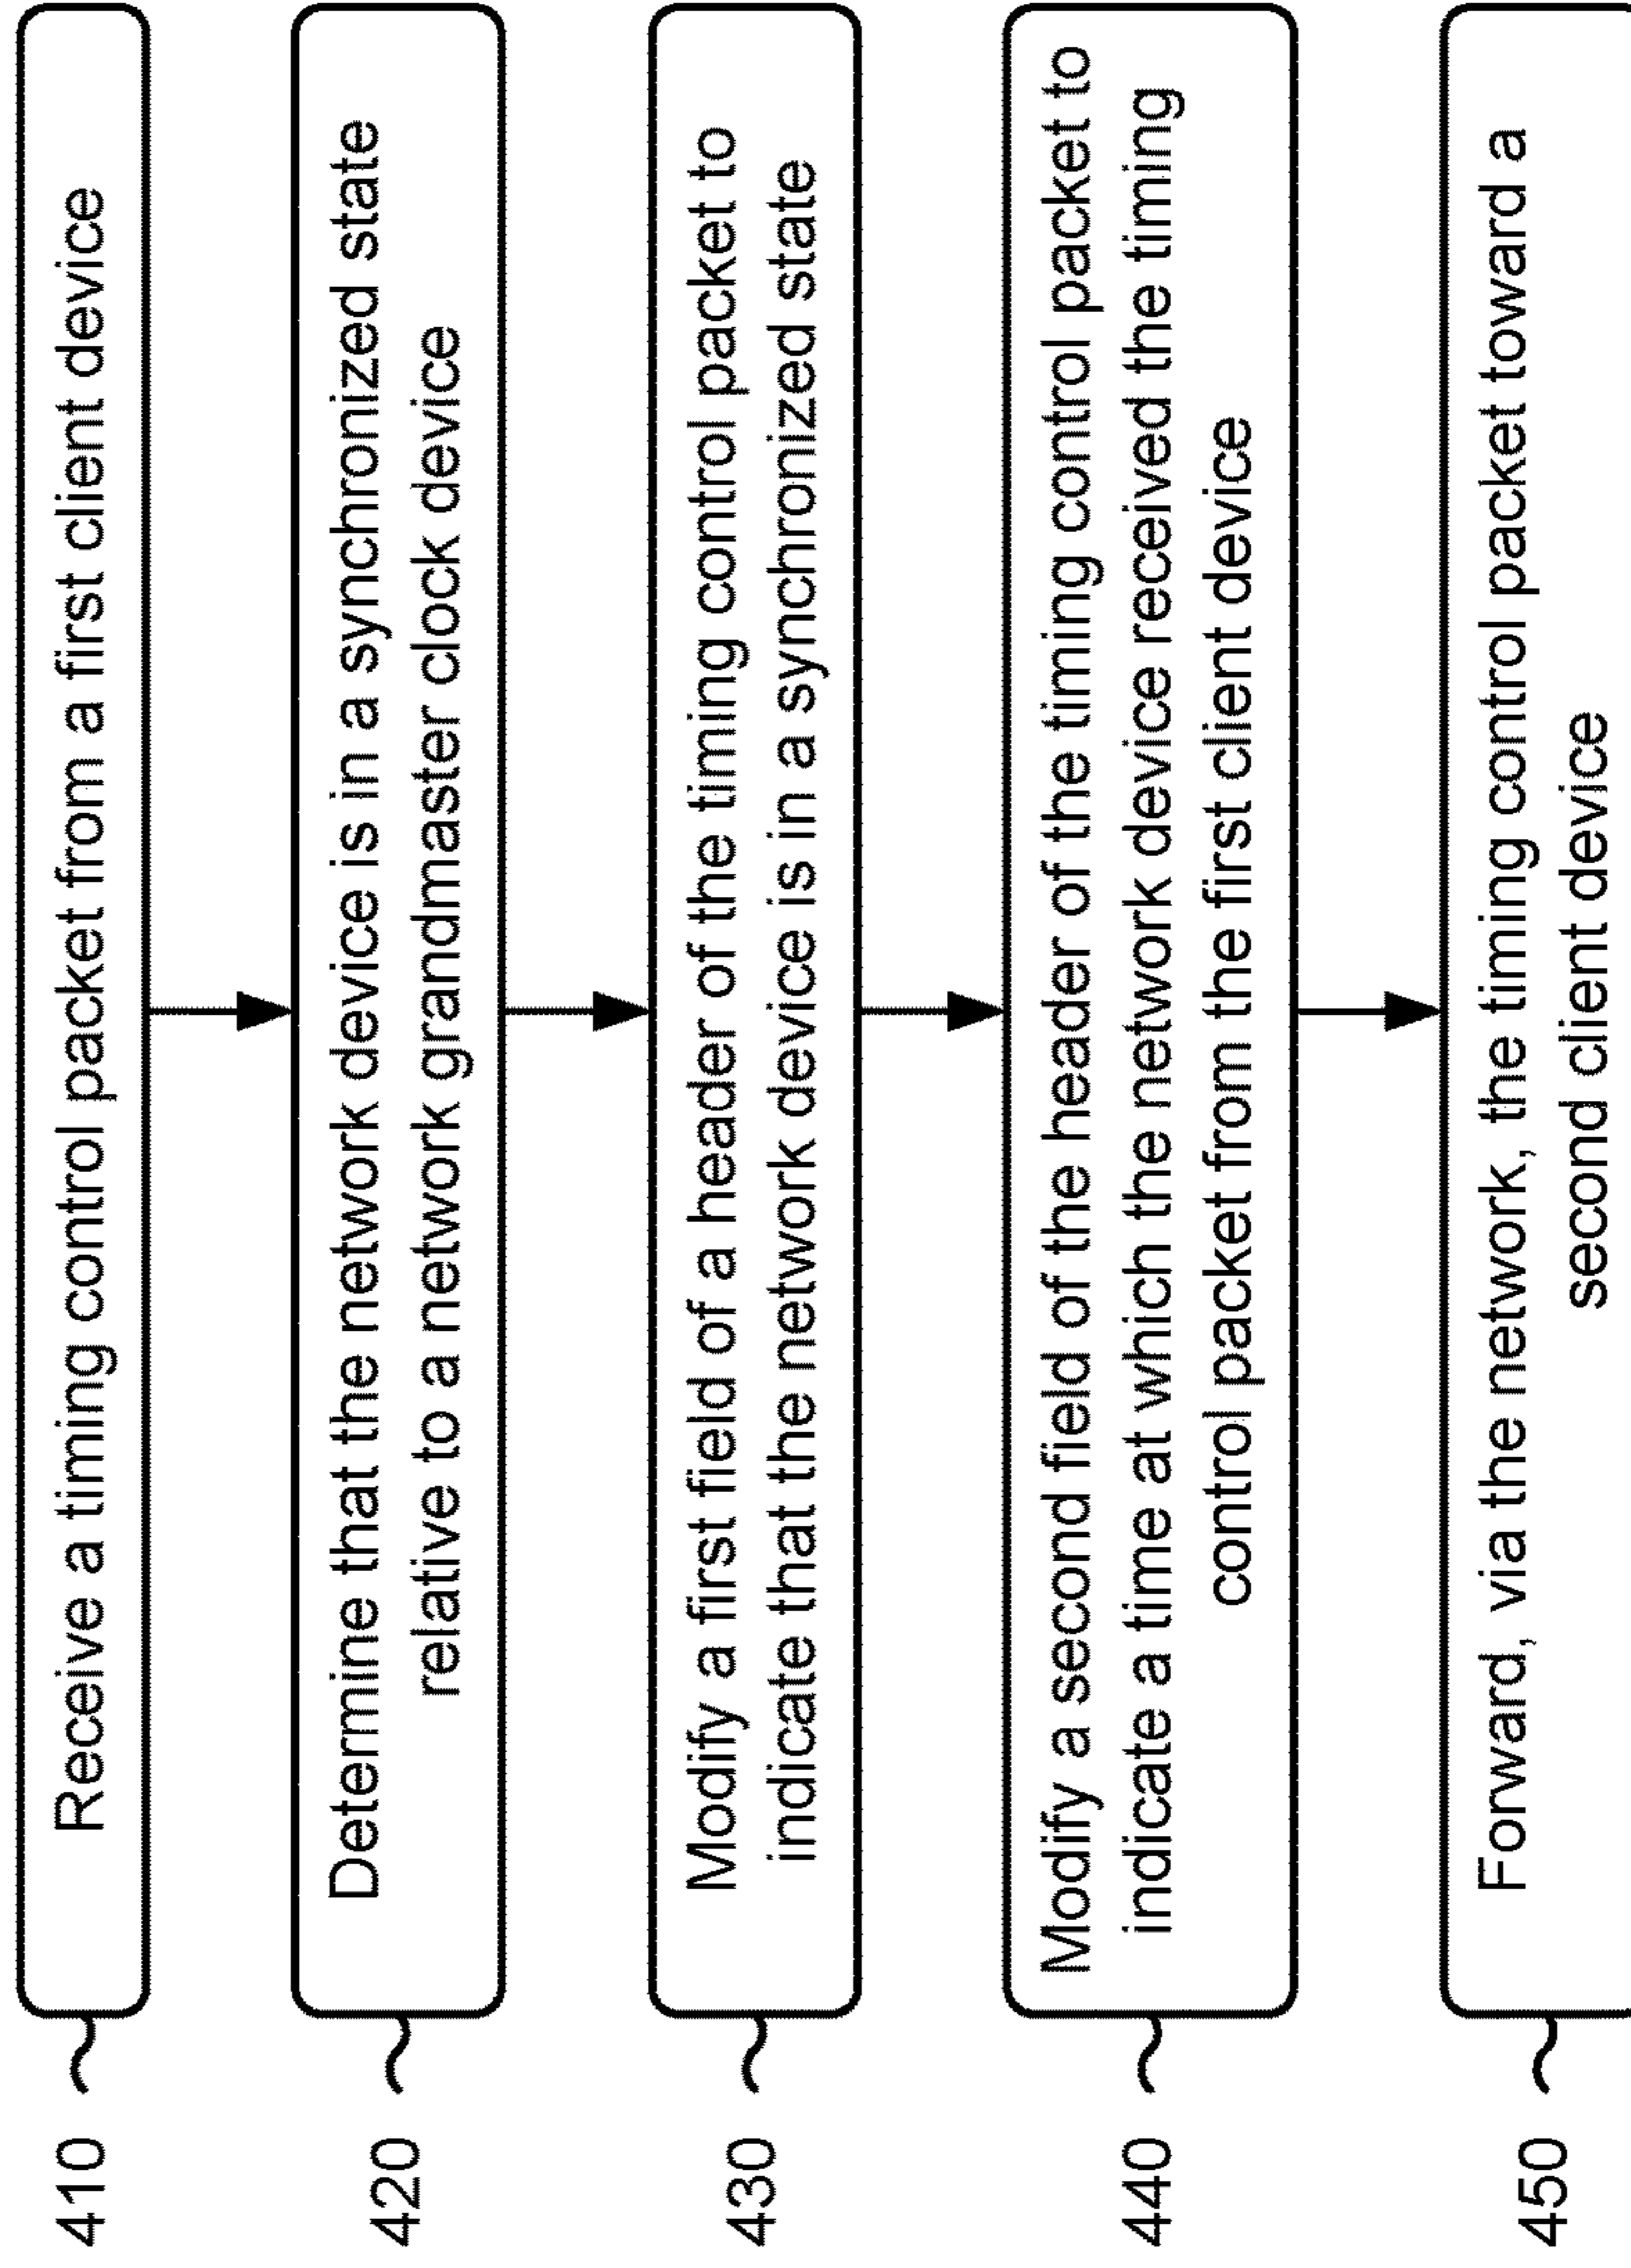 410
Receive a timing control packet from a first client device
420
Determine that the network device is in a synchronized state
relative to a network grandmaster clock device
430
Modify a first field of a header of the timing control packet to
indicate that the network device is in a synchronized state
440
Modify a second field of the header of the timing control packet to
indicate a time at which the network device received the timing
control packet from the first client device
450
Forward, via the network, the timing control packet toward a
second client device